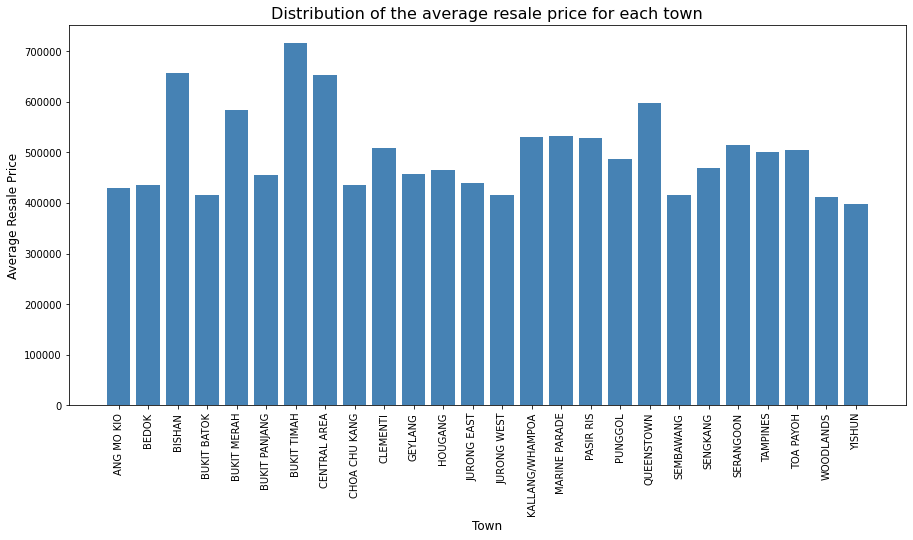 Distribution of the average resale price for each town
Average Resale Price
700000
600000
500000
400000
300000
200000
100000
0
ANG MO KIO
BEDOK
BISHAN
BUKIT BATOK
BUKIT MERAH
BUKIT PANJANG
BUKIT TIMAH
CENTRAL AREA
CHOA CHU KANG
CLEMENTI
GEYLANG
HOUGANG
JURONG EAST
JURONG WEST
KALLANG/WHAMPOA
MARINE PARADE
PASIR RIS
PUNGGOL
QUEENSTOWN
SEMBAWANG
SENGKANG
SERANGOON
TAMPINES
TOA PAYOH
WOODLANDS
YISHUN
Town